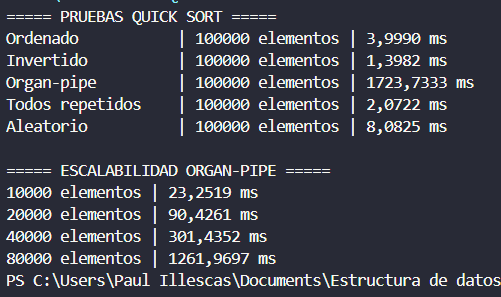 ===== PRUEBAS QUICK SORT =====
Ordenado | 100000 elementos | 3,9990 ms
Invertido | 100000 elementos | 1,3982 ms
Organ-pipe | 100000 elementos | 1723,7333 ms
Todos repetidos | 100000 elementos | 2,0722 ms
Aleatorio | 100000 elementos | 8,0825 ms
===== ESCALABILIDAD ORGAN-PIPE =====
10000 elementos | 23,2519 ms
20000 elementos | 90,4261 ms
40000 elementos | 301,4352 ms
80000 elementos | 1261,9697 ms
PS C:\Users\Paul Illescas\Documents\Estructura de datos